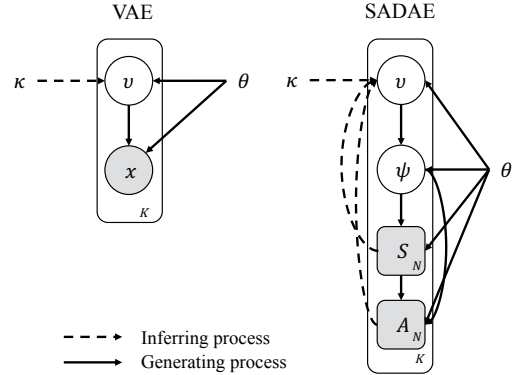 VAE
SADAE
κ
υ
θ
x
K
κ
υ
ψ
θ
S
N
A
N
K
Inferring process
Generating process